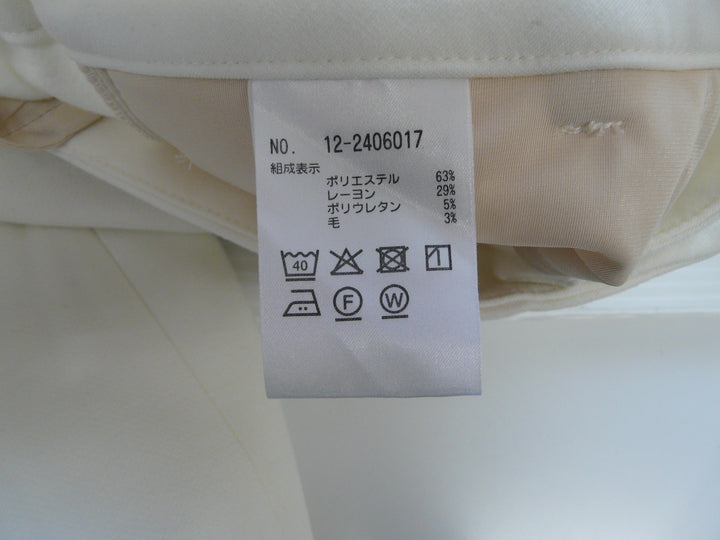 NO. 12-2406017
組成表示
ポリエステル 63%
レーヨン 29%
ポリウレタン 5%
毛 3%
40
F W